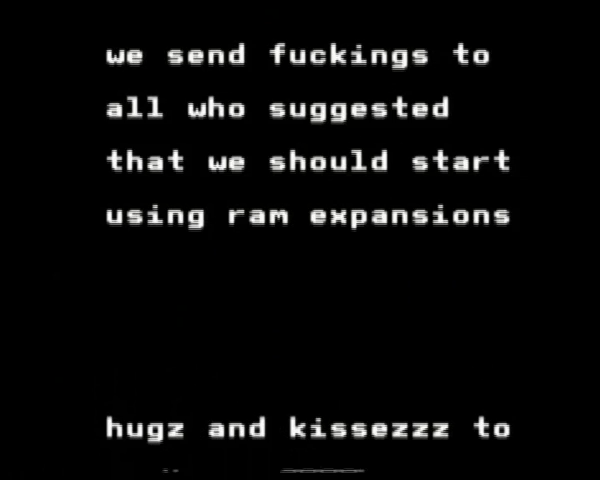 we send fuckings to
all who suggested
that we should start
using ram expansions
hugz and kissezzz to